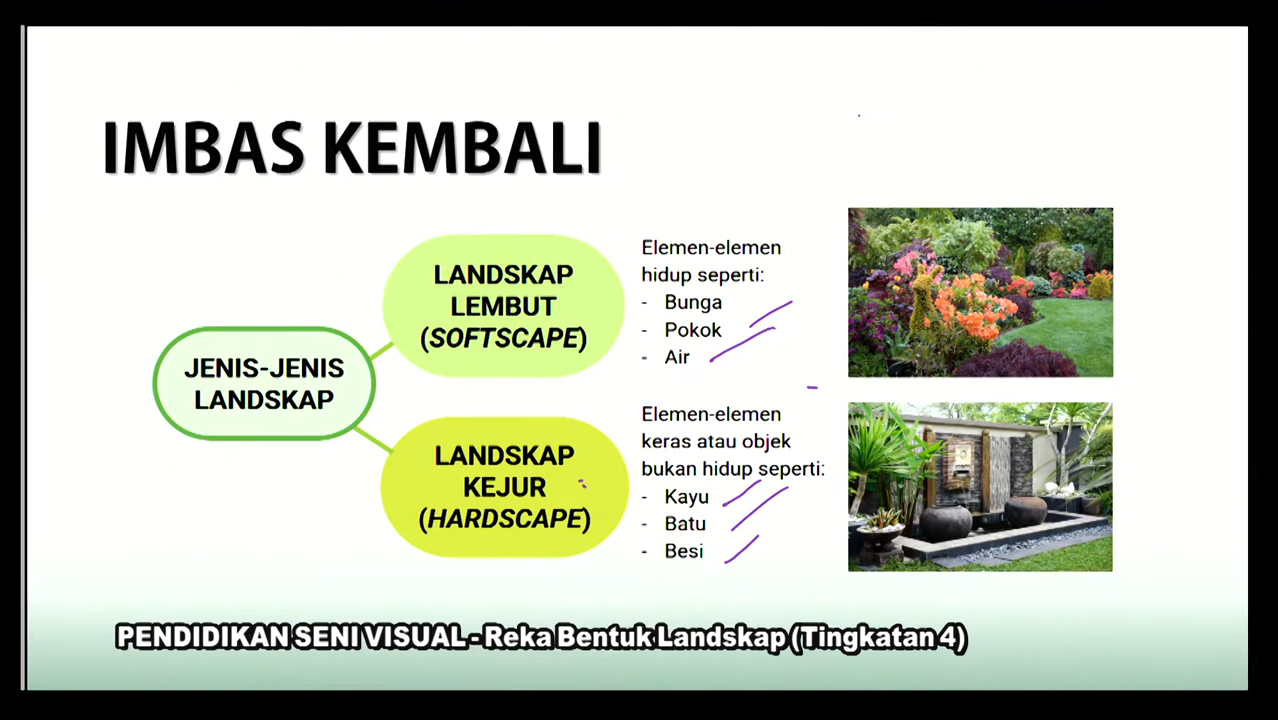 IMBAS KEMBALI
JENIS-JENIS
LANDSKAP
LANDSKAP
LEMBUT
(SOFTSCAPE)
Elemen-elemen
hidup seperti:
- Bunga
- Pokok
- Air
LANDSKAP
KEJUR
(HARDSCAPE)
Elemen-elemen
keras atau objek
bukan hidup seperti:
- Kayu
- Batu
- Besi
PENDIDIKAN SENI VISUAL - Reka Bentuk Landskap (Tingkatan 4)